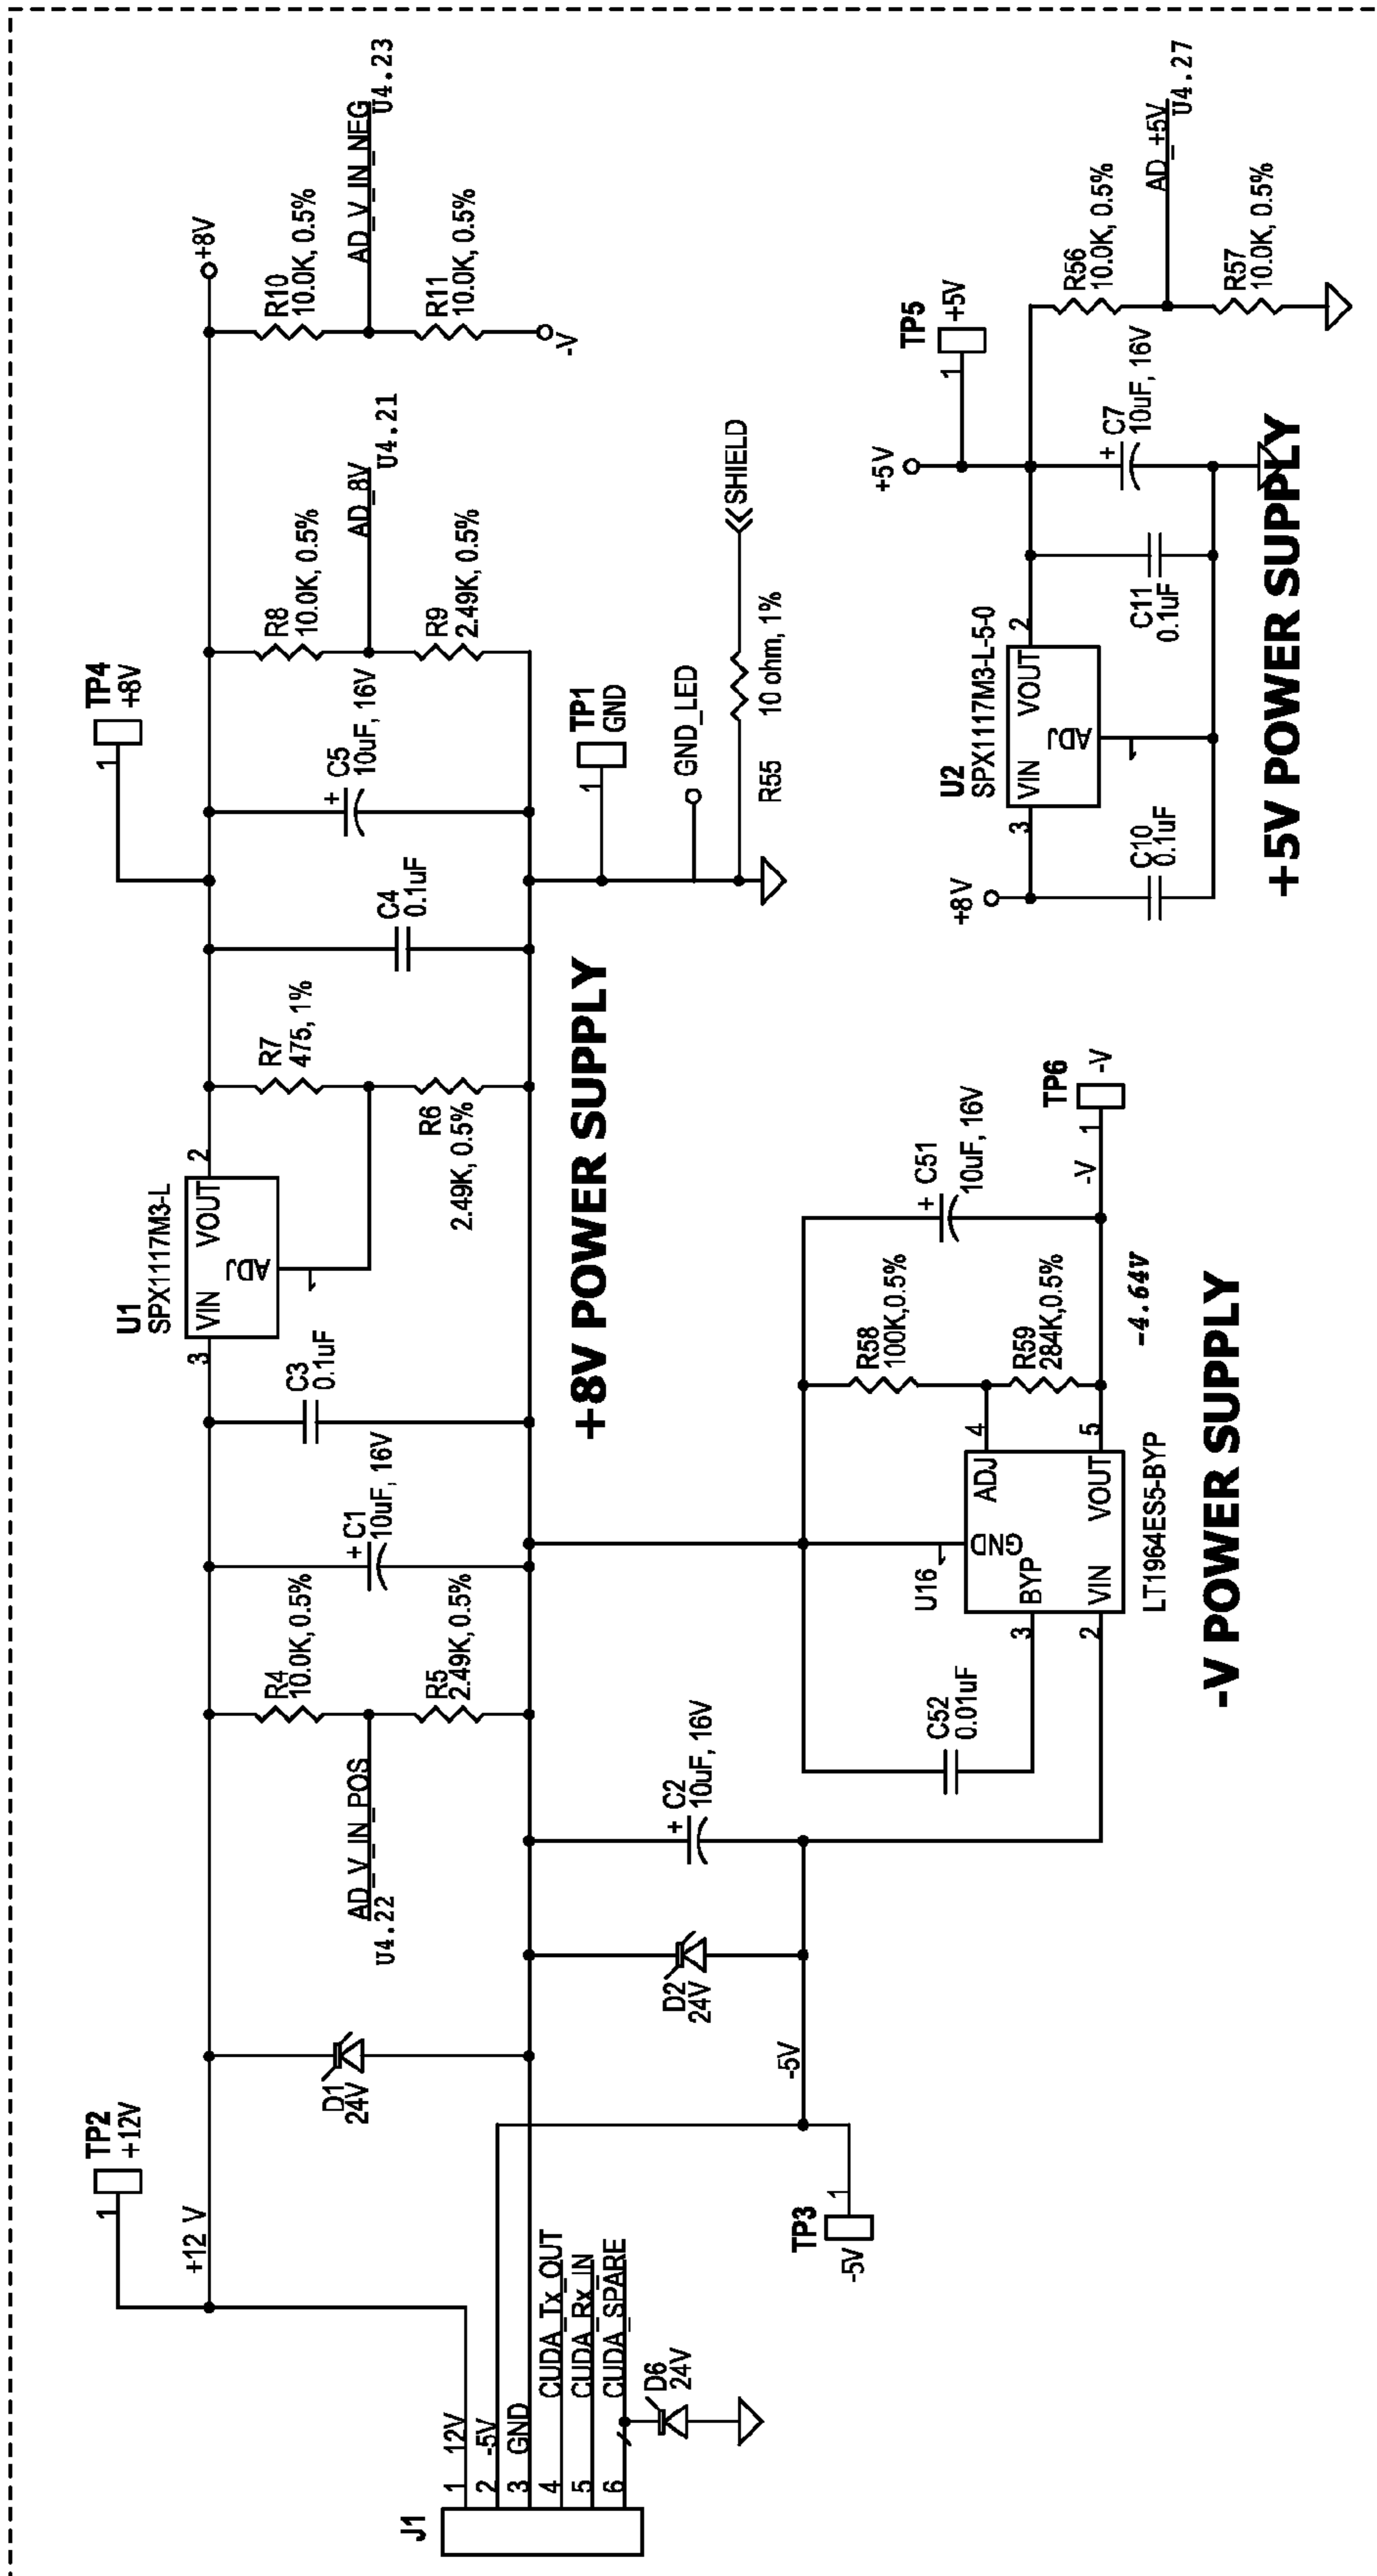 J1
1
12V
2
-5V
3
GND
4
CUDA_Tx_OUT
5
CUDA_Rx_IN
6
CUDA_SPARE
D6
24V
TP2
+12V
1
+12 V
D1
24V
AD_V_IN_POS
U4.22
R4
10.0K, 0.5%
R5
2.49K, 0.5%
+
C1
10uF, 16V
C3
0.1uF
U1
SPX1117M3-L
3
VIN
VOUT
2
ADJ
1
R7
475, 1%
R6
2.49K, 0.5%
C4
0.1uF
TP4
+8V
1
+
C5
10uF, 16V
R8
10.0K, 0.5%
AD_8V
U4.21
R9
2.49K, 0.5%
+8V
R10
10.0K, 0.5%
AD_V_IN_NEG
U4.23
R11
10.0K, 0.5%
-V
+8V POWER SUPPLY
TP1
GND
1
GND_LED
R55
10 ohm, 1%
SHIELD
TP3
-5V
1
-5V
D2
24V
+
C2
10uF, 16V
C52
0.01uF
U16
1
GND
ADJ
4
3
BYP
2
VIN
VOUT
5
LT1964ES5-BYP
R58
100K,0.5%
R59
284K,0.5%
+
C51
10uF, 16V
-V
1
TP6
-V
-4.64V
-V POWER SUPPLY
+8V
C10
0.1uF
U2
SPX1117M3-L-5-0
3
VIN
VOUT
2
ADJ
1
C11
0.1uF
+5V
TP5
+5V
1
+
C7
10uF, 16V
R56
10.0K, 0.5%
AD_+5V
U4.27
R57
10.0K, 0.5%
+5V POWER SUPPLY